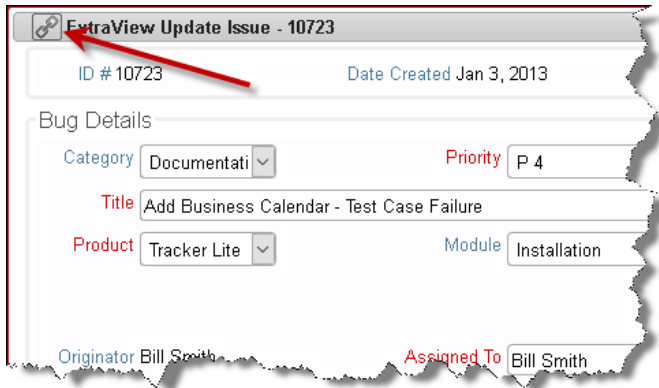 ExtraView Update Issue - 10723
ID # 10723 Date Created Jan 3, 2013
Bug Details
Category Documentati Priority P 4
Title Add Business Calendar - Test Case Failure
Product Tracker Lite Module Installation
Originator Bill Smith Assigned To Bill Smith